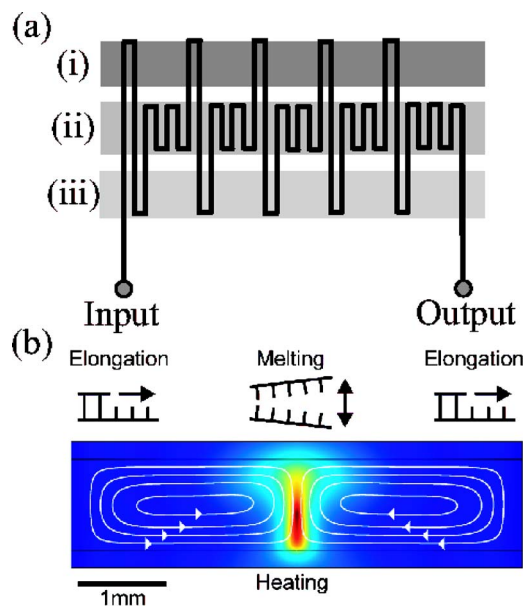 (a)
(i)
(ii)
(iii)
Input Output
(b)
Elongation Melting Elongation
Heating
1mm